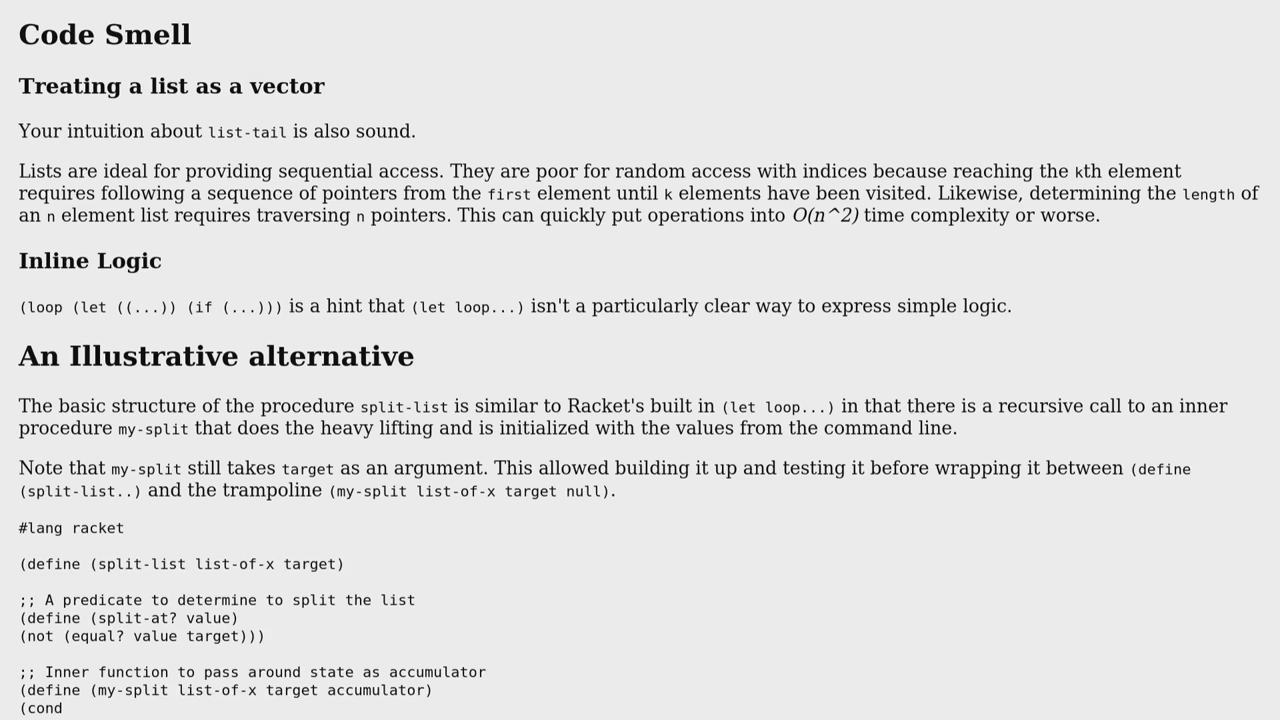 Code Smell
Treating a list as a vector
Your intuition about list-tail is also sound.
Lists are ideal for providing sequential access. They are poor for random access with indices because reaching the kth element
requires following a sequence of pointers from the first element until k elements have been visited. Likewise, determining the length of
an n element list requires traversing n pointers. This can quickly put operations into O(n^2) time complexity or worse.
Inline Logic
(loop (let ((...)) (if (...))) is a hint that (let loop...) isn't a particularly clear way to express simple logic.
An Illustrative alternative
The basic structure of the procedure split-list is similar to Racket's built in (let loop...) in that there is a recursive call to an inner
procedure my-split that does the heavy lifting and is initialized with the values from the command line.
Note that my-split still takes target as an argument. This allowed building it up and testing it before wrapping it between (define
(split-list..) and the trampoline (my-split list-of-x target null).
#lang racket
(define (split-list list-of-x target)
;; A predicate to determine to split the list
(define (split-at? value)
(not (equal? value target)))
;; Inner function to pass around state as accumulator
(define (my-split list-of-x target accumulator)
(cond